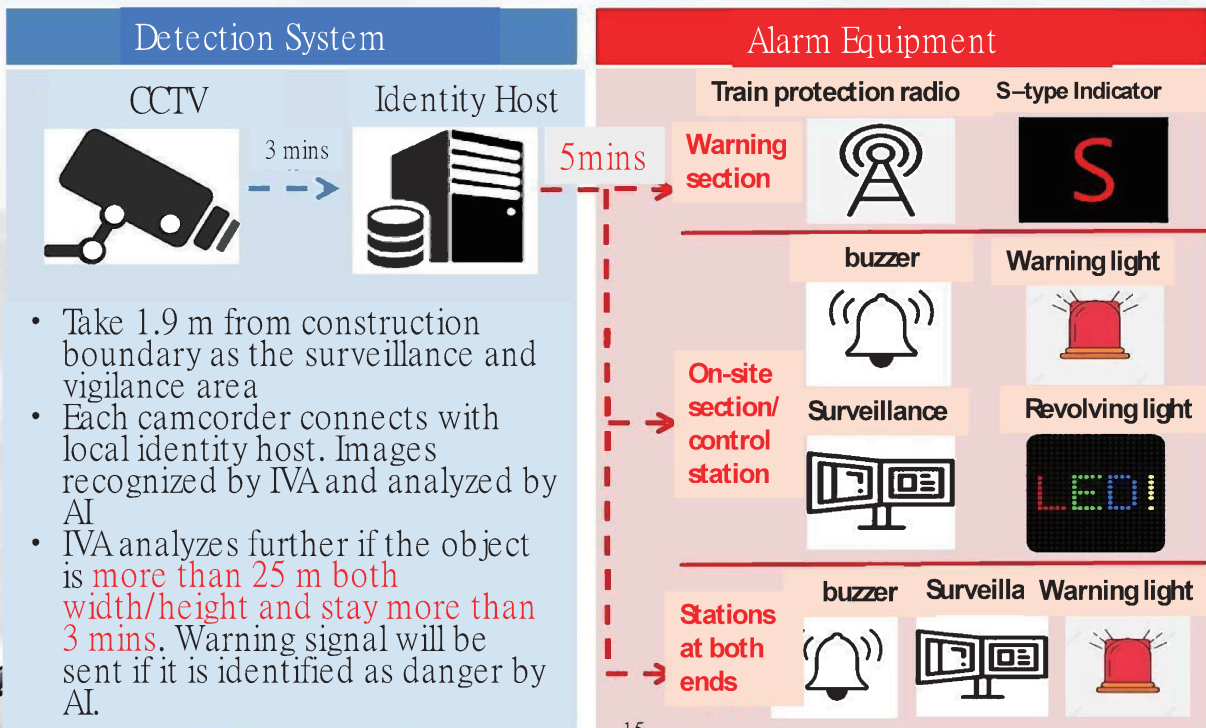 Detection System
CCTV
Identity Host
3 mins
5mins
• Take 1.9 m from construction
boundary as the surveillance and
vigilance area
• Each camcorder connects with
local identity host. Images
recognized by IVA and analyzed by
AI
• IVA analyzes further if the object
is more than 25 m both
width/height and stay more than
3 mins. Warning signal will be
sent if it is identified as danger by
AI.
Alarm Equipment
Train protection radio
S-type Indicator
Warning
section
S
buzzer
Warning light
On-site
section/
control
station
Surveillance
Revolving light
LED!
Stations
at both
ends
buzzer
Surveilla
Warning light